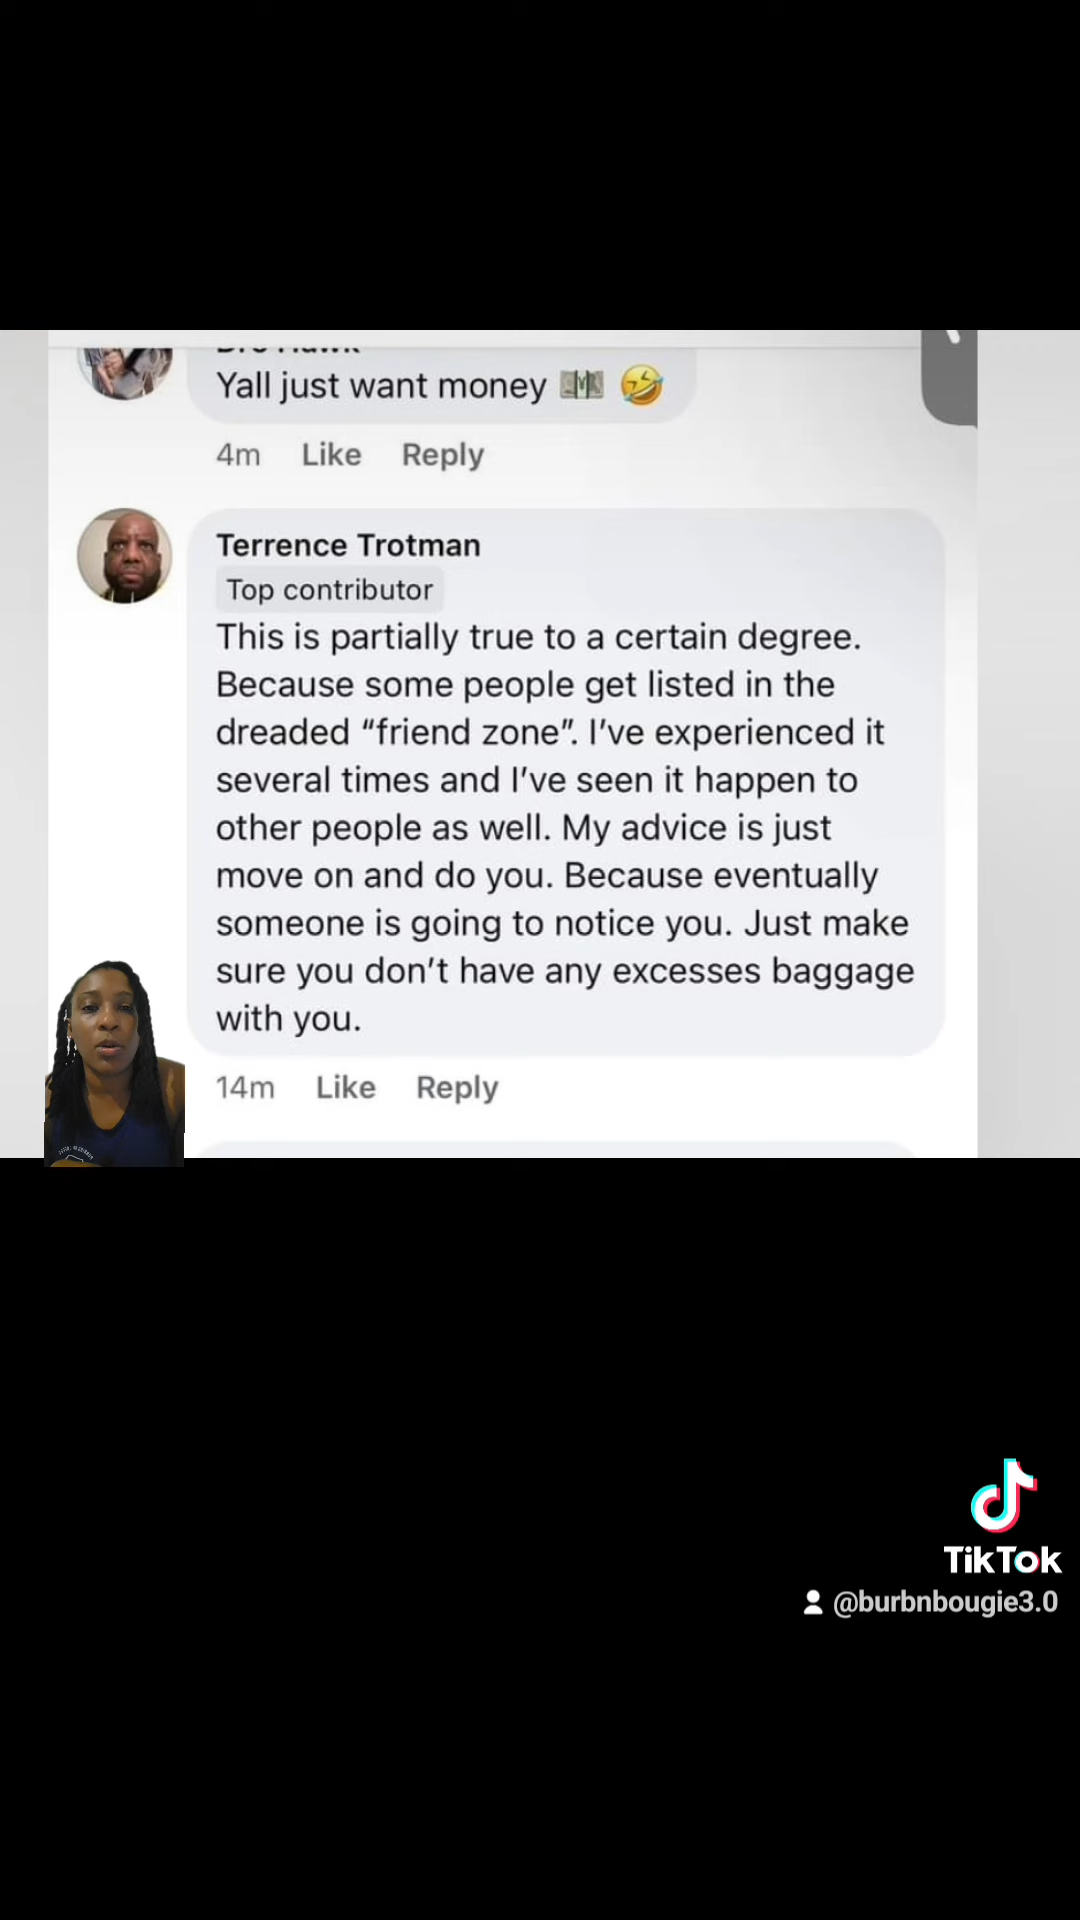 Yall just want money 💵 🤣
4m Like Reply
Terrence Trotman
Top contributor
This is partially true to a certain degree.
Because some people get listed in the
dreaded “friend zone”. I’ve experienced it
several times and I’ve seen it happen to
other people as well. My advice is just
move on and do you. Because eventually
someone is going to notice you. Just make
sure you don’t have any excesses baggage
with you.
14m Like Reply
TikTok
@burbnbougie3.0